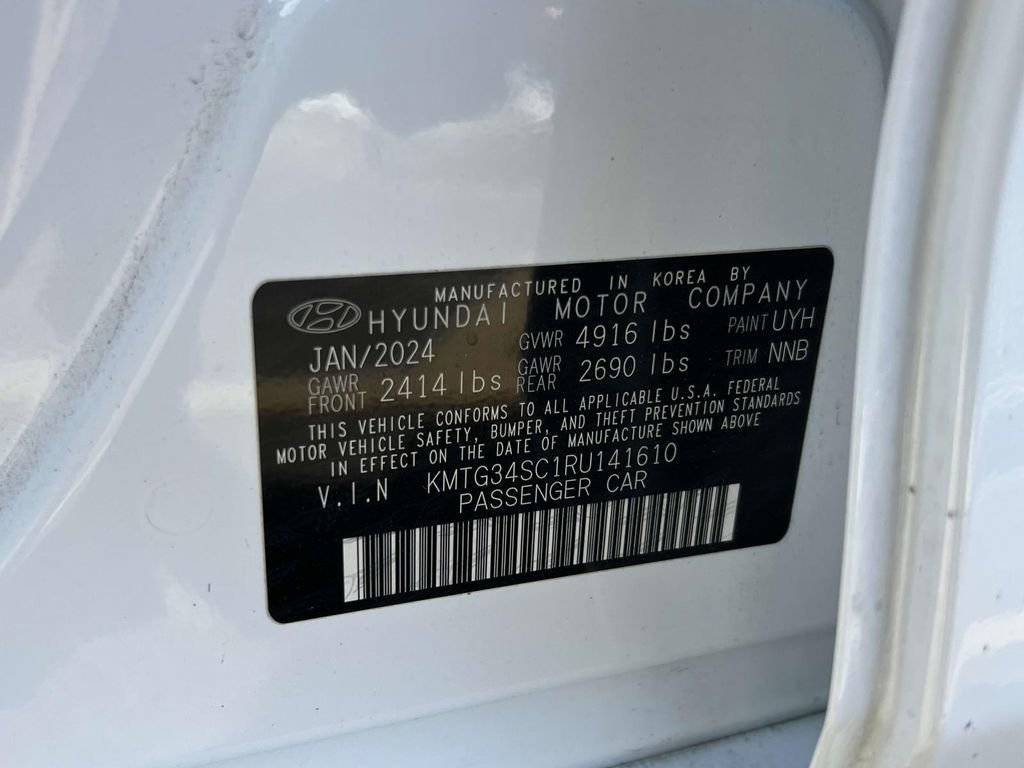 MANUFACTURED IN KOREA BY
HYUNDAI MOTOR COMPANY
JAN/2024 GVWR 4916 lbs PAINT UYH
GAWR FRONT 2414 lbs GAWR REAR 2690 lbs TRIM NNB
THIS VEHICLE CONFORMS TO ALL APPLICABLE U.S.A. FEDERAL
MOTOR VEHICLE SAFETY, BUMPER, AND THEFT PREVENTION STANDARDS
IN EFFECT ON THE DATE OF MANUFACTURE SHOWN ABOVE
V.I.N KMTG34SC1RU141610
PASSENGER CAR